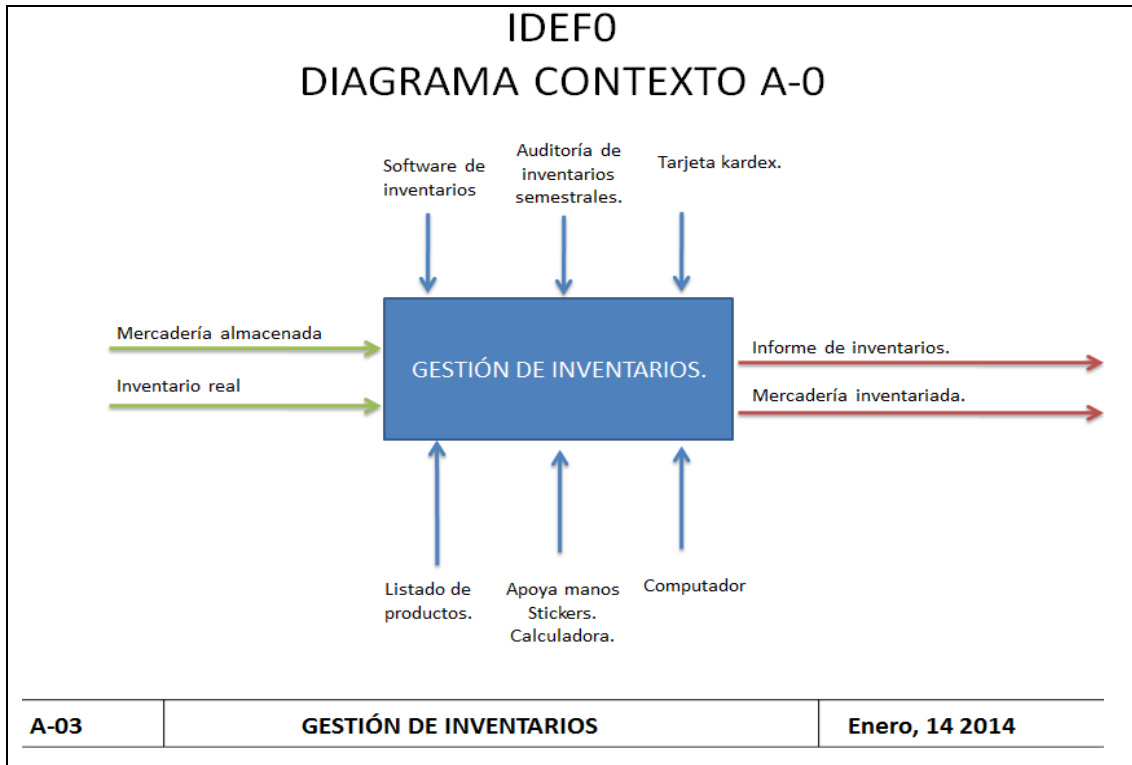 IDEF0
DIAGRAMA CONTEXTO A-0
Software de
inventarios
Auditoría de
inventarios
semestrales.
Tarjeta kardex.
Mercadería almacenada
Inventario real
GESTIÓN DE INVENTARIOS.
Informe de inventarios.
Mercadería inventariada.
Listado de
productos.
Apoya manos
Stickers.
Calculadora.
Computador
A-03
GESTIÓN DE INVENTARIOS
Enero, 14 2014